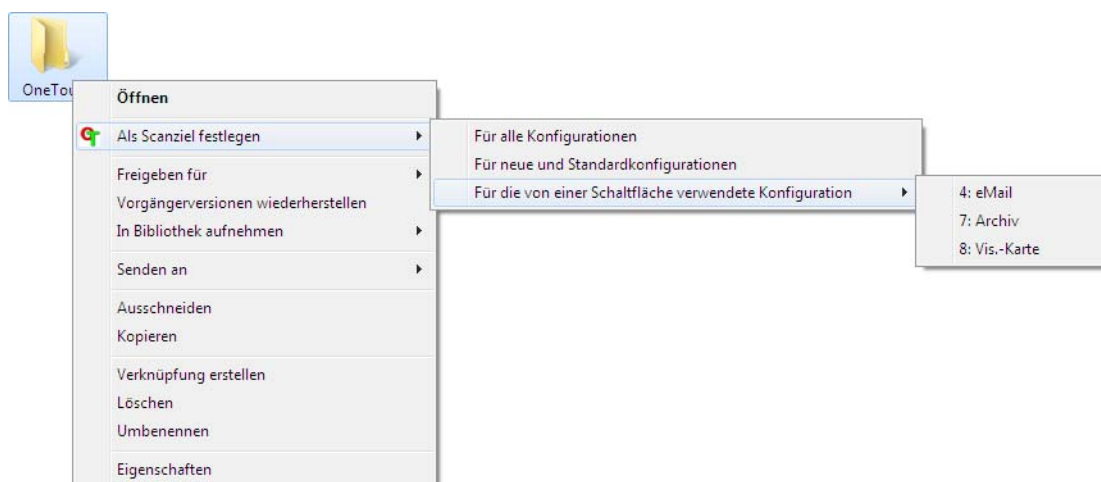 OneTou
Öffnen
Als Scanziel festlegen
Freigeben für
Vorgängerversionen wiederherstellen
In Bibliothek aufnehmen
Senden an
Ausschneiden
Kopieren
Verknüpfung erstellen
Löschen
Umbenennen
Eigenschaften
Für alle Konfigurationen
Für neue und Standardkonfigurationen
Für die von einer Schaltfläche verwendete Konfiguration
4: eMail
7: Archiv
8: Vis.-Karte